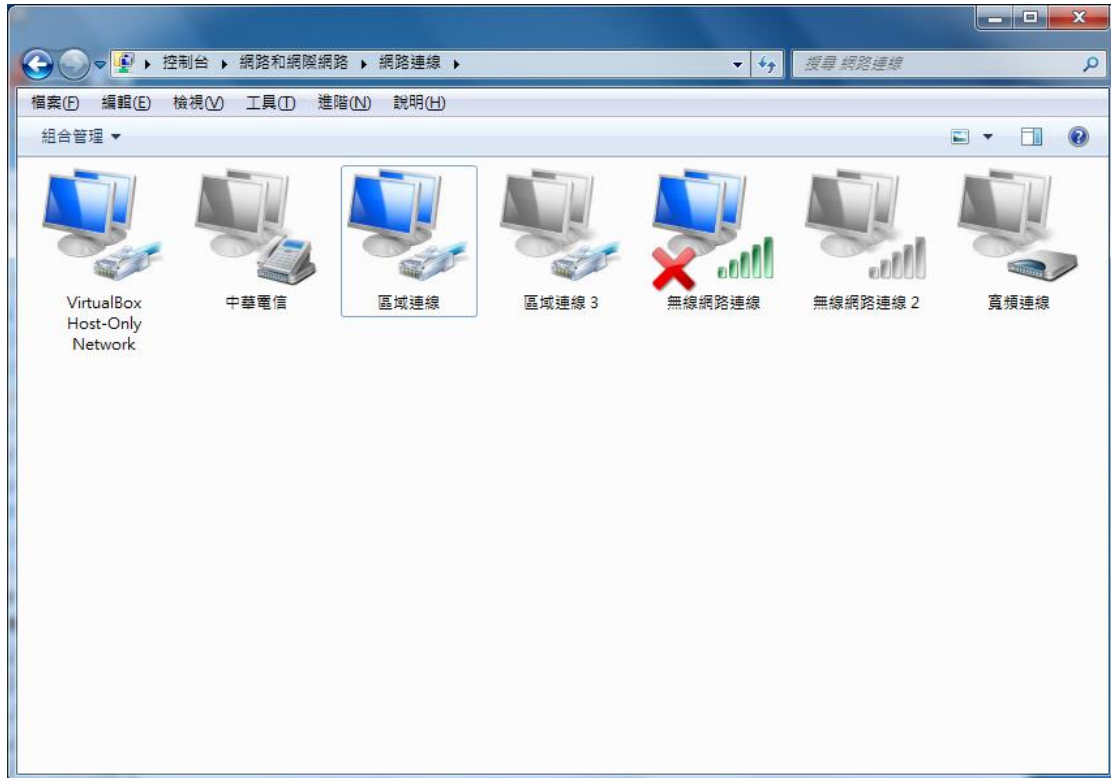 控制台 ▸ 網路和網際網路 ▸ 網路連線 ▸
搜尋 網路連線
檔案(F) 編輯(E) 檢視(V) 工具(T) 進階(N) 說明(H)
組合管理
VirtualBox
Host-Only
Network
中華電信
區域連線
區域連線 3
無線網路連線
無線網路連線 2
寬頻連線